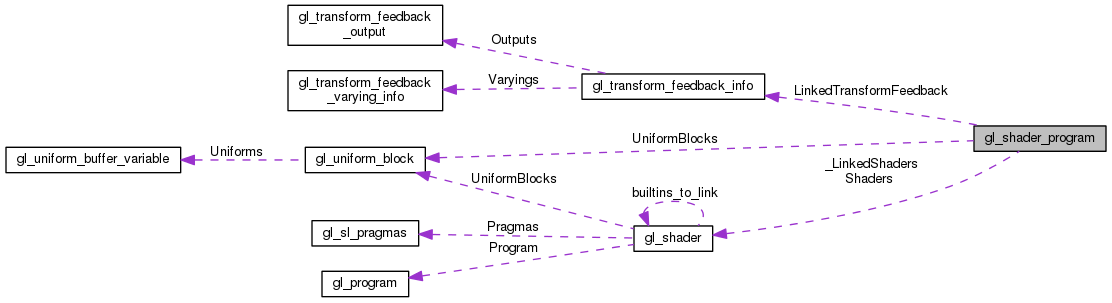 gl_transform_feedback
_output
Outputs
gl_transform_feedback
_varying_info
Varyings
gl_transform_feedback_info
LinkedTransformFeedback
gl_shader_program
UniformBlocks
gl_uniform_buffer_variable
Uniforms
gl_uniform_block
_LinkedShaders
Shaders
UniformBlocks
builtins_to_link
gl_sl_pragmas
Pragmas
gl_shader
Program
gl_program